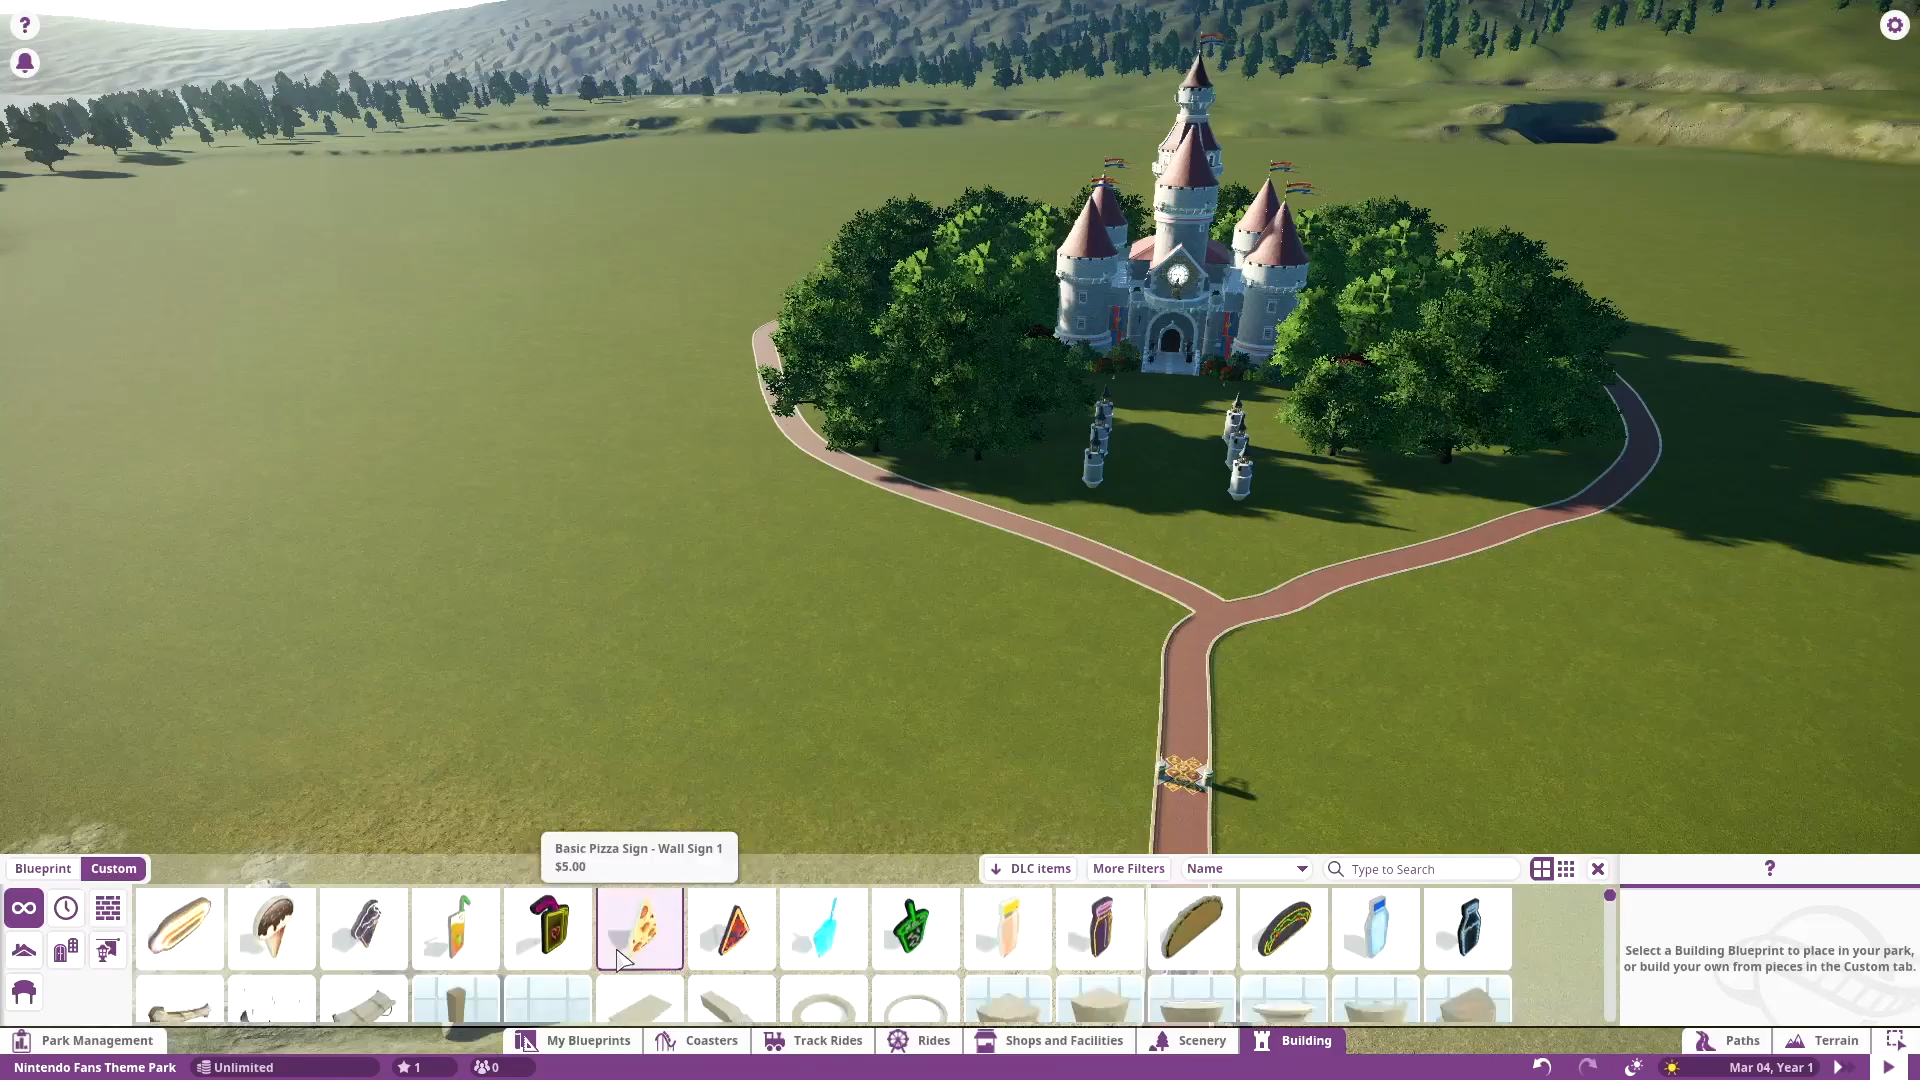 Basic Pizza Sign - Wall Sign 1
$5.00
Blueprint
Custom
DLC items
More Filters
Name
Type to Search
?
Select a Building Blueprint to place in your park,
or build your own from pieces in the Custom tab.
Park Management
My Blueprints
Coasters
Track Rides
Rides
Shops and Facilities
Scenery
Building
Paths
Terrain
Nintendo Fans Theme Park
Unlimited
1
0
Mar 04, Year 1